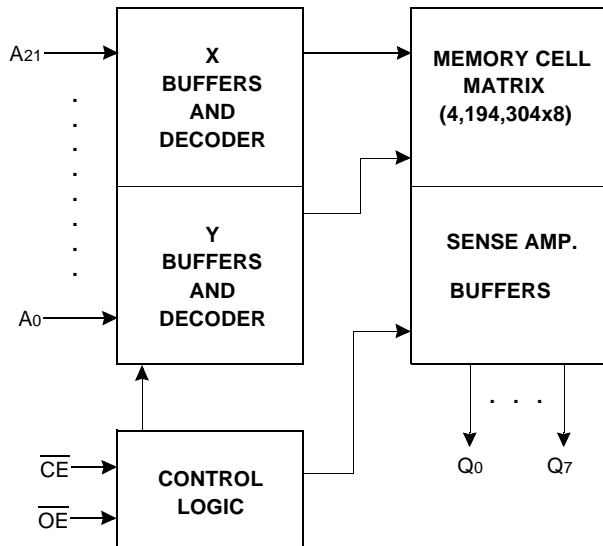 A21
X
BUFFERS
AND
DECODER
MEMORY CELL
MATRIX
(4,194,304x8)
Y
BUFFERS
AND
DECODER
SENSE AMP.
BUFFERS
A0
CE
OE
CONTROL
LOGIC
Q0
Q7